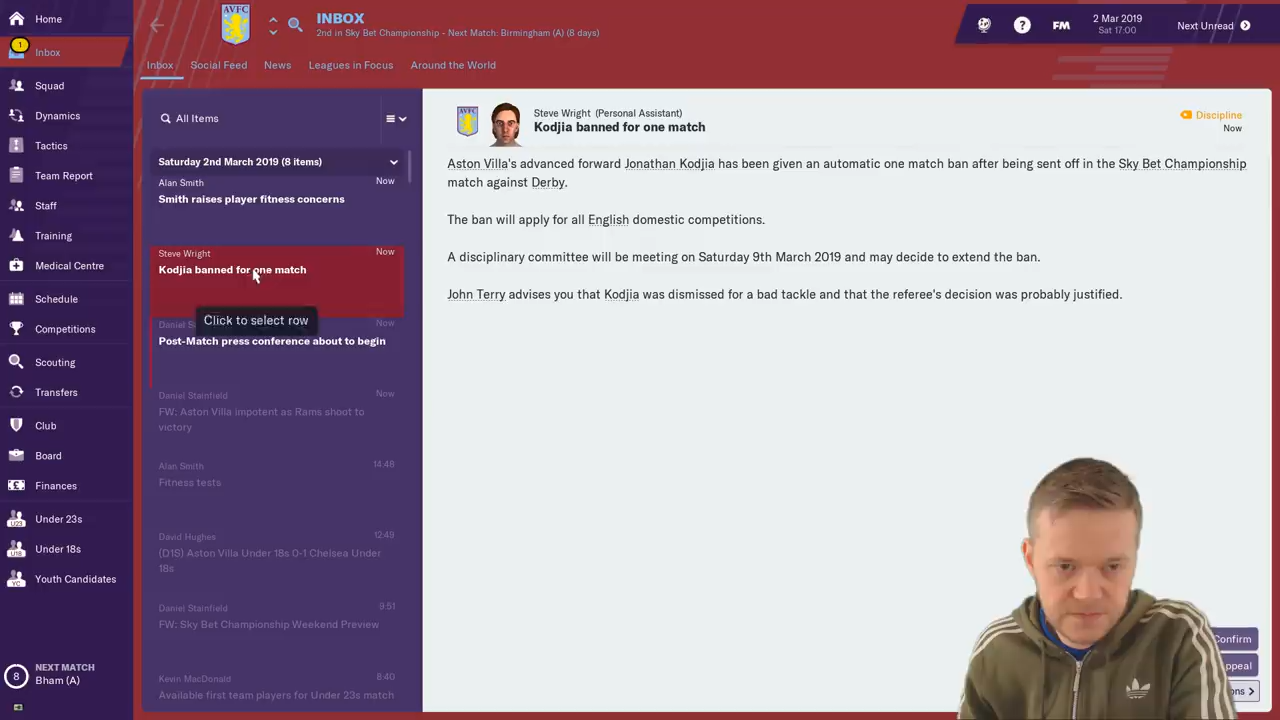 Home
1
Inbox
Squad
Dynamics
Tactics
Team Report
Staff
Training
Medical Centre
Schedule
Competitions
Scouting
Transfers
Club
Board
Finances
U23
Under 23s
U18
Under 18s
YC
Youth Candidates
8
NEXT MATCH
Bham (A)
AVFC
INBOX
2nd in Sky Bet Championship - Next Match: Birmingham (A) (8 days)
?
FM
2 Mar 2019
Sat 17:00
Next Unread
Inbox
Social Feed
News
Leagues in Focus
Around the World
All Items
Saturday 2nd March 2019 (8 items)
Alan Smith
Now
Smith raises player fitness concerns
Steve Wright
Now
Kodjia banned for one match
Click to select row
Now
Post-Match press conference about to begin
Daniel Stainfield
Now
FW: Aston Villa impotent as Rams shoot to
victory
Alan Smith
14:46
Fitness tests
David Hughes
12:49
(D1S) Aston Villa Under 18s 0-1 Chelsea Under
18s
Daniel Stainfield
9:51
FW: Sky Bet Championship Weekend Preview
Kevin MacDonald
8:40
Available first team players for Under 23s match
AVFC
Steve Wright (Personal Assistant)
Kodjia banned for one match
Discipline
Now
Aston Villa's advanced forward Jonathan Kodjia has been given an automatic one match ban after being sent off in the Sky Bet Championship
match against Derby.
The ban will apply for all English domestic competitions.
A disciplinary committee will be meeting on Saturday 9th March 2019 and may decide to extend the ban.
John Terry advises you that Kodjia was dismissed for a bad tackle and that the referee's decision was probably justified.